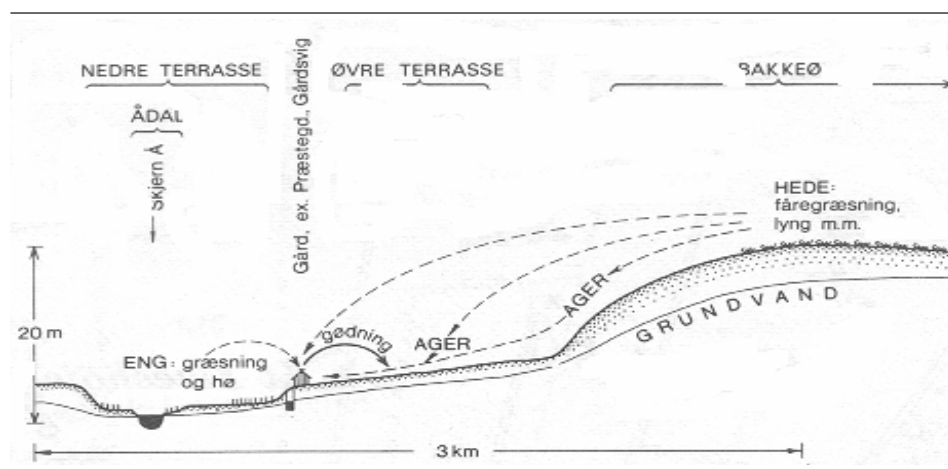 NEDRE TERRASSE
ØVRE TERRASSE
BAKKEØ
ÅDAL
Skjern Å
Gård, ex. Præstegd., Gårdsvig
HEDE:
fåregræsning,
lyng m.m.
AGER
GRUNDVAND
20 m
gødning
AGER
ENG: græsning
og hø
3 km